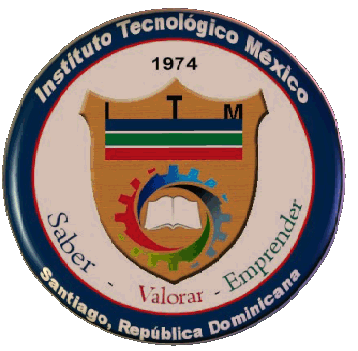 Instituto Tecnológico México
1974
I T M
Saber - Valorar - Emprender
Santiago, República Dominicana